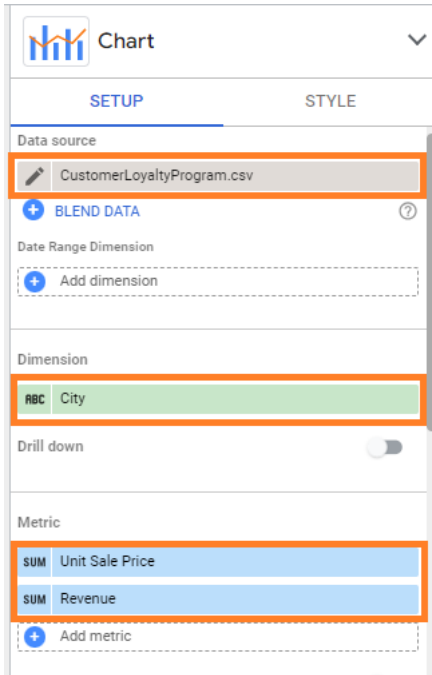 Chart
SETUP STYLE
Data source
CustomerLoyaltyProgram.csv
BLEND DATA
Date Range Dimension
Add dimension
Dimension
ABC City
Drill down
Metric
SUM Unit Sale Price
SUM Revenue
Add metric